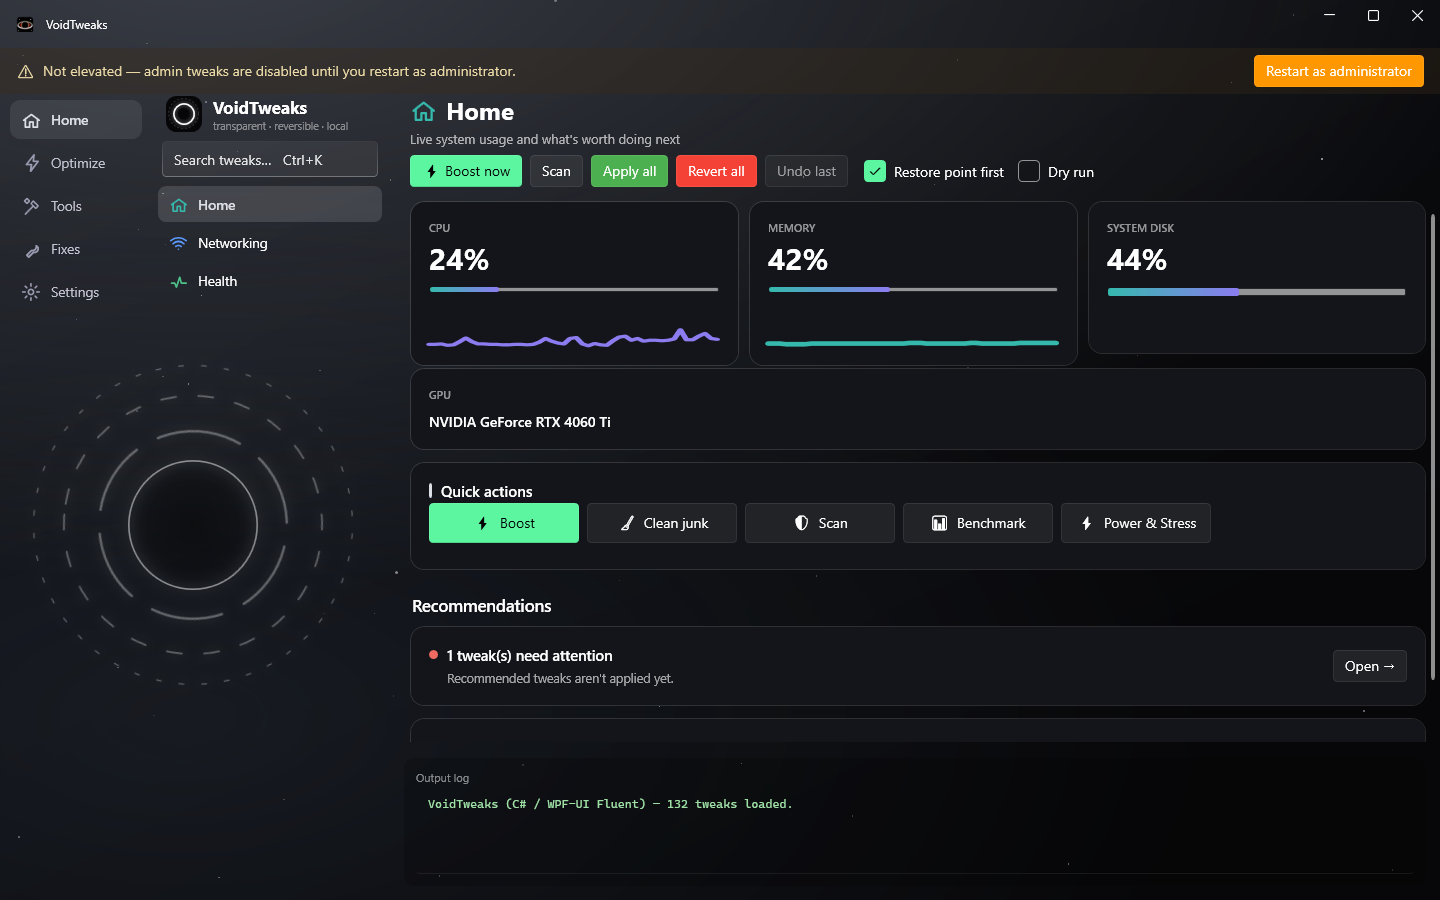 VoidTweaks
Not elevated — admin tweaks are disabled until you restart as administrator.
Restart as administrator
Home
Optimize
Tools
Fixes
Settings
VoidTweaks
transparent · reversible · local
Search tweaks... Ctrl+K
Home
Networking
Health
Home
Live system usage and what's worth doing next
Boost now
Scan
Apply all
Revert all
Undo last
Restore point first
Dry run
CPU
24%
MEMORY
42%
SYSTEM DISK
44%
GPU
NVIDIA GeForce RTX 4060 Ti
Quick actions
Boost
Clean junk
Scan
Benchmark
Power & Stress
Recommendations
1 tweak(s) need attention
Recommended tweaks aren't applied yet.
Open →
Output log
VoidTweaks (C# / WPF-UI Fluent) — 132 tweaks loaded.